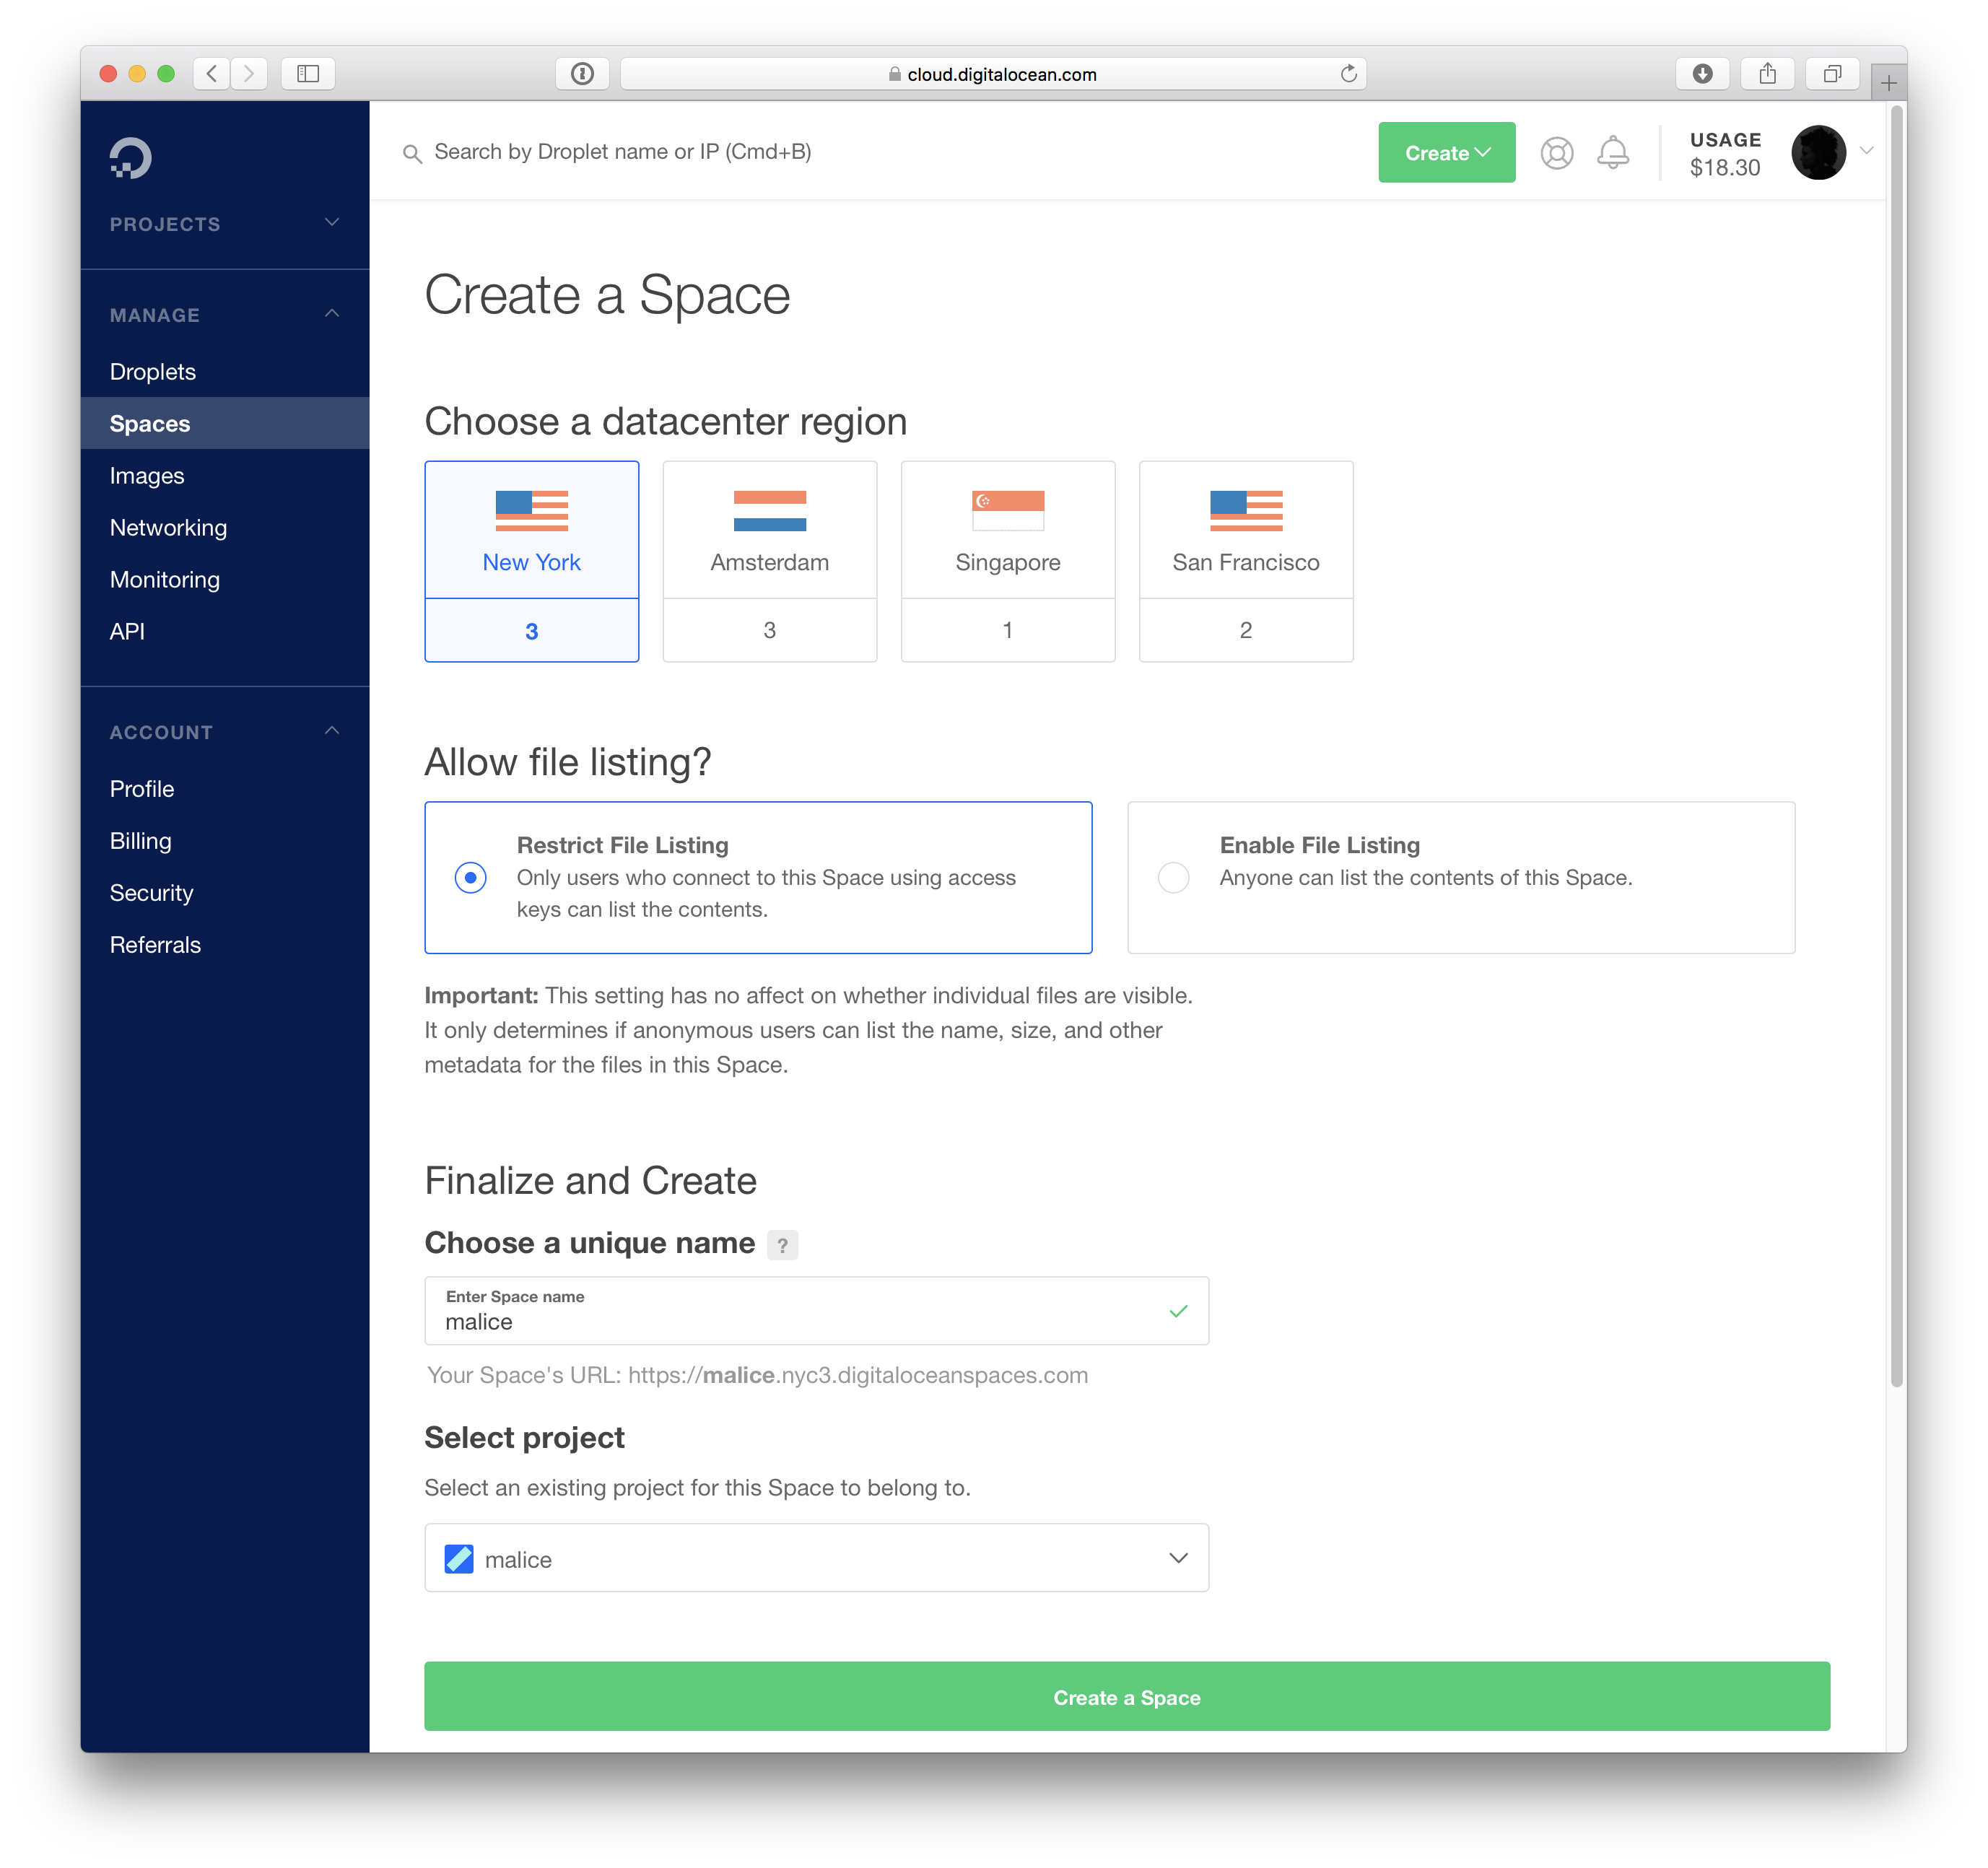 cloud.digitalocean.com
Search by Droplet name or IP (Cmd+B)
Create
USAGE
$18.30
PROJECTS
MANAGE
Droplets
Spaces
Images
Networking
Monitoring
API
ACCOUNT
Profile
Billing
Security
Referrals
Create a Space
Choose a datacenter region
New York
3
Amsterdam
3
Singapore
1
San Francisco
2
Allow file listing?
Restrict File Listing
Only users who connect to this Space using access
keys can list the contents.
Enable File Listing
Anyone can list the contents of this Space.
Important: This setting has no affect on whether individual files are visible.
It only determines if anonymous users can list the name, size, and other
metadata for the files in this Space.
Finalize and Create
Choose a unique name ?
Enter Space name
malice
Your Space's URL: https://malice.nyc3.digitaloceanspaces.com
Select project
Select an existing project for this Space to belong to.
malice
Create a Space